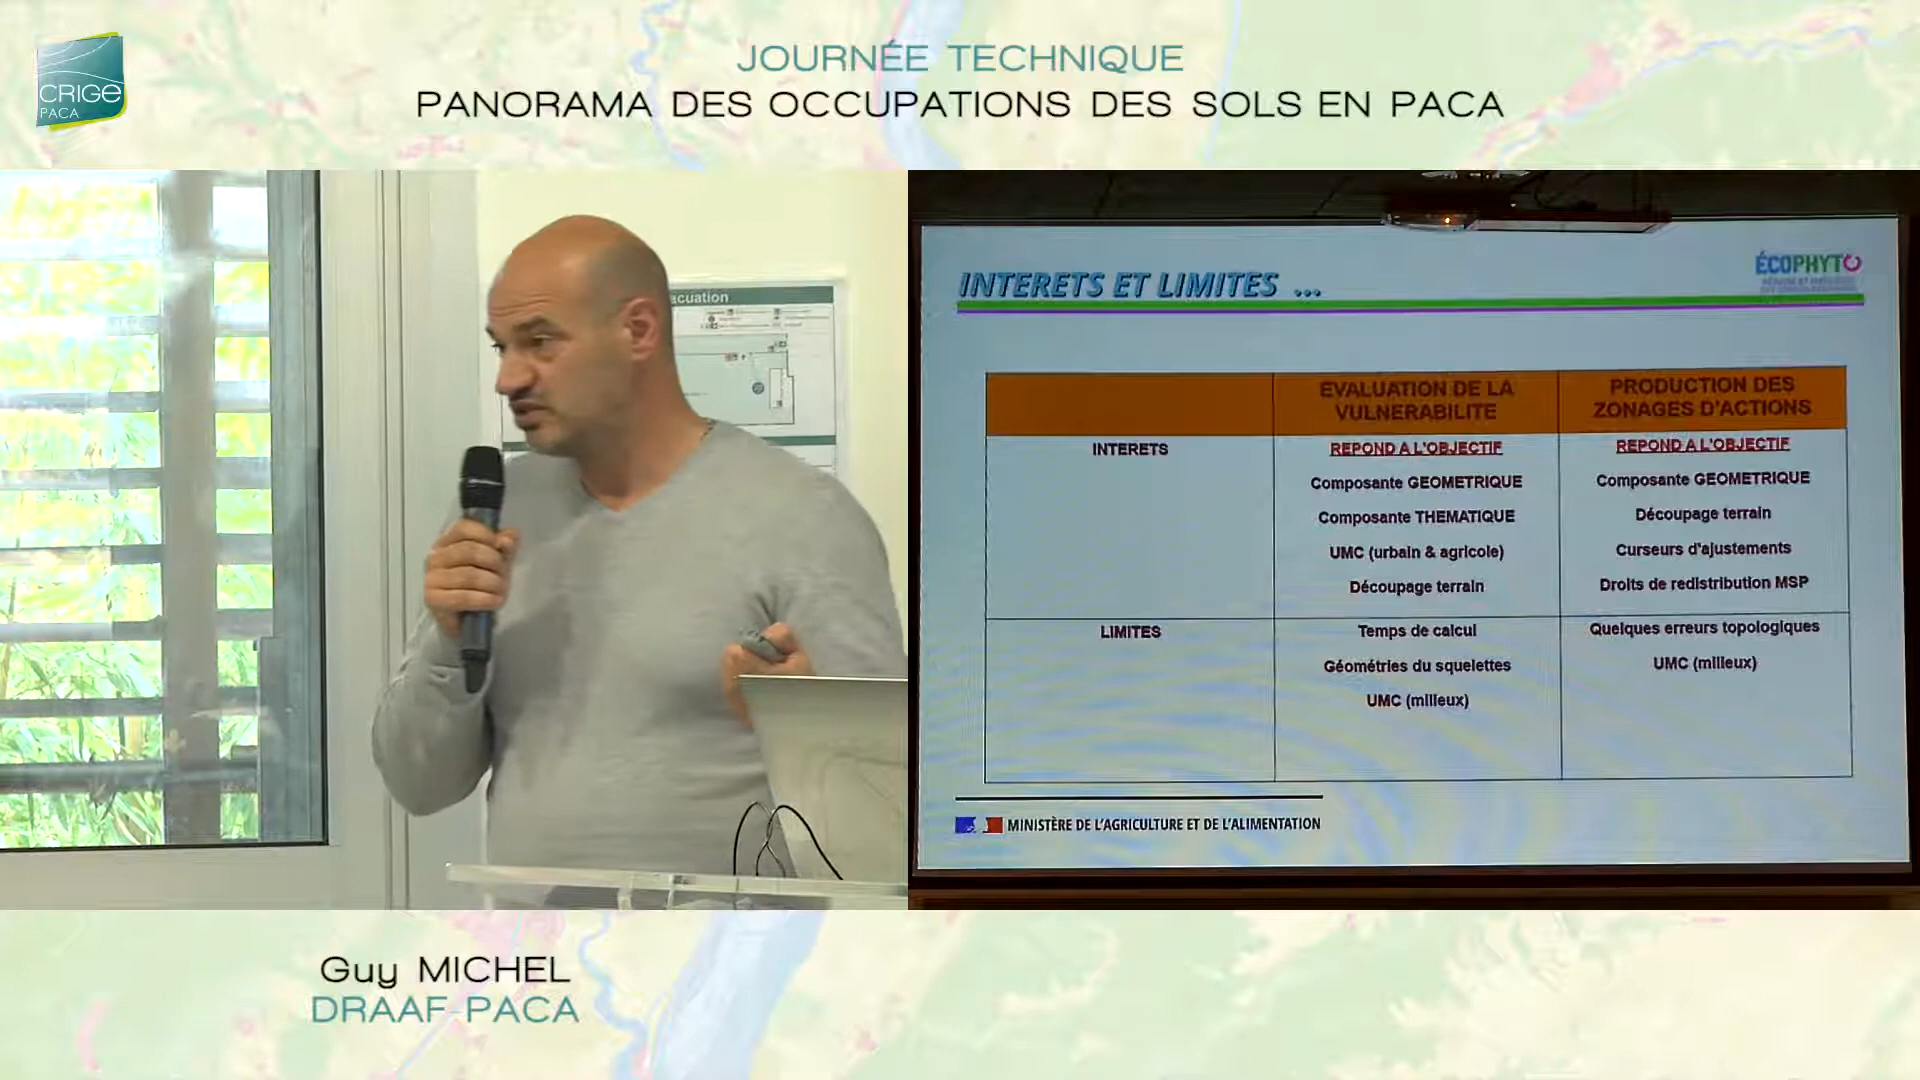 CRIGE
PACA
JOURNÉE TECHNIQUE
PANORAMA DES OCCUPATIONS DES SOLS EN PACA
acuation
INTERETS ET LIMITES ...
ÉCOPHYTO
EVALUATION DE LA
VULNERABILITE
PRODUCTION DES
ZONAGES D'ACTIONS
INTERETS
REPOND A L'OBJECTIF
Composante GEOMETRIQUE
Composante THEMATIQUE
UMC (urbain & agricole)
Découpage terrain
REPOND A L'OBJECTIF
Composante GEOMETRIQUE
Découpage terrain
Curseurs d'ajustements
Droits de redistribution MSP
LIMITES
Temps de calcul
Géométries du squelettes
UMC (milieux)
Quelques erreurs topologiques
UMC (milieux)
MINISTÈRE DE L'AGRICULTURE ET DE L'ALIMENTATION
Guy MICHEL
DRAAF-PACA